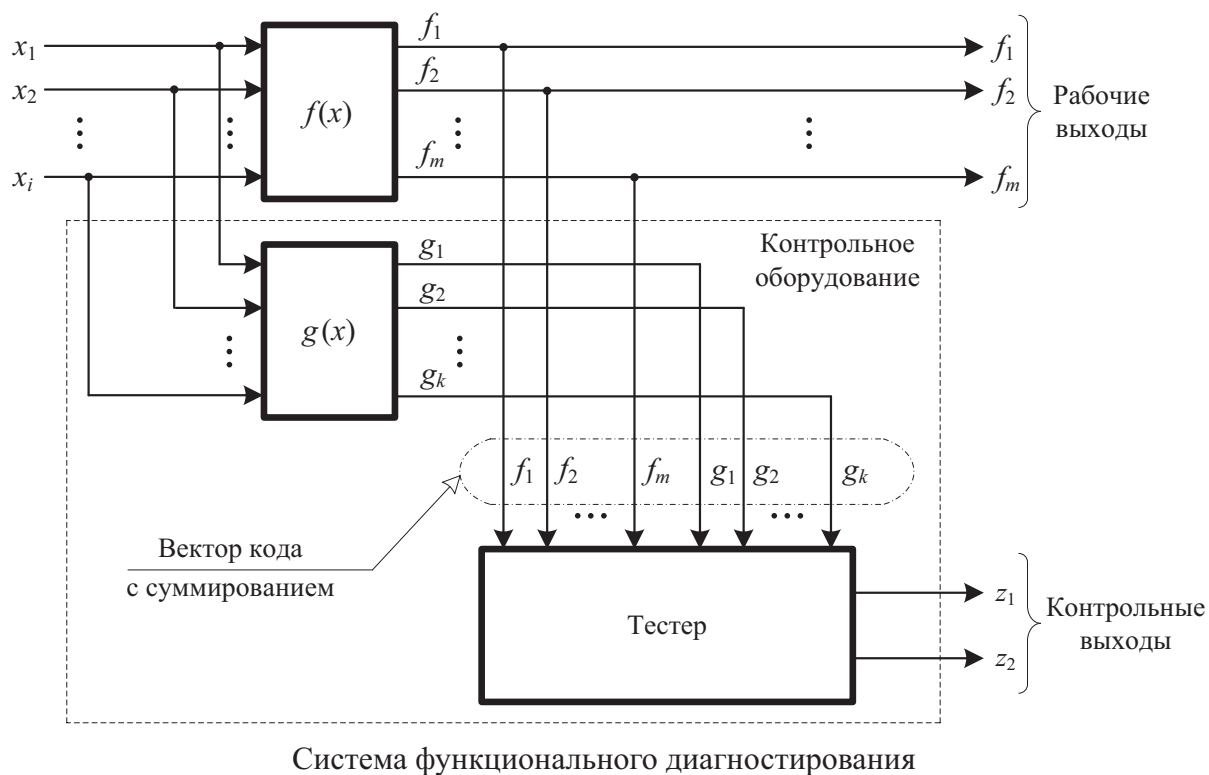 x1
x2
xi
f(x)
f1
f2
fm
f1
f2
fm
Рабочие
выходы
g(x)
g1
g2
gk
Контрольное
оборудование
f1 f2 fm g1 g2 gk
Вектор кода
с суммированием
Тестер
z1
z2
Контрольные
выходы
Система функционального диагностирования